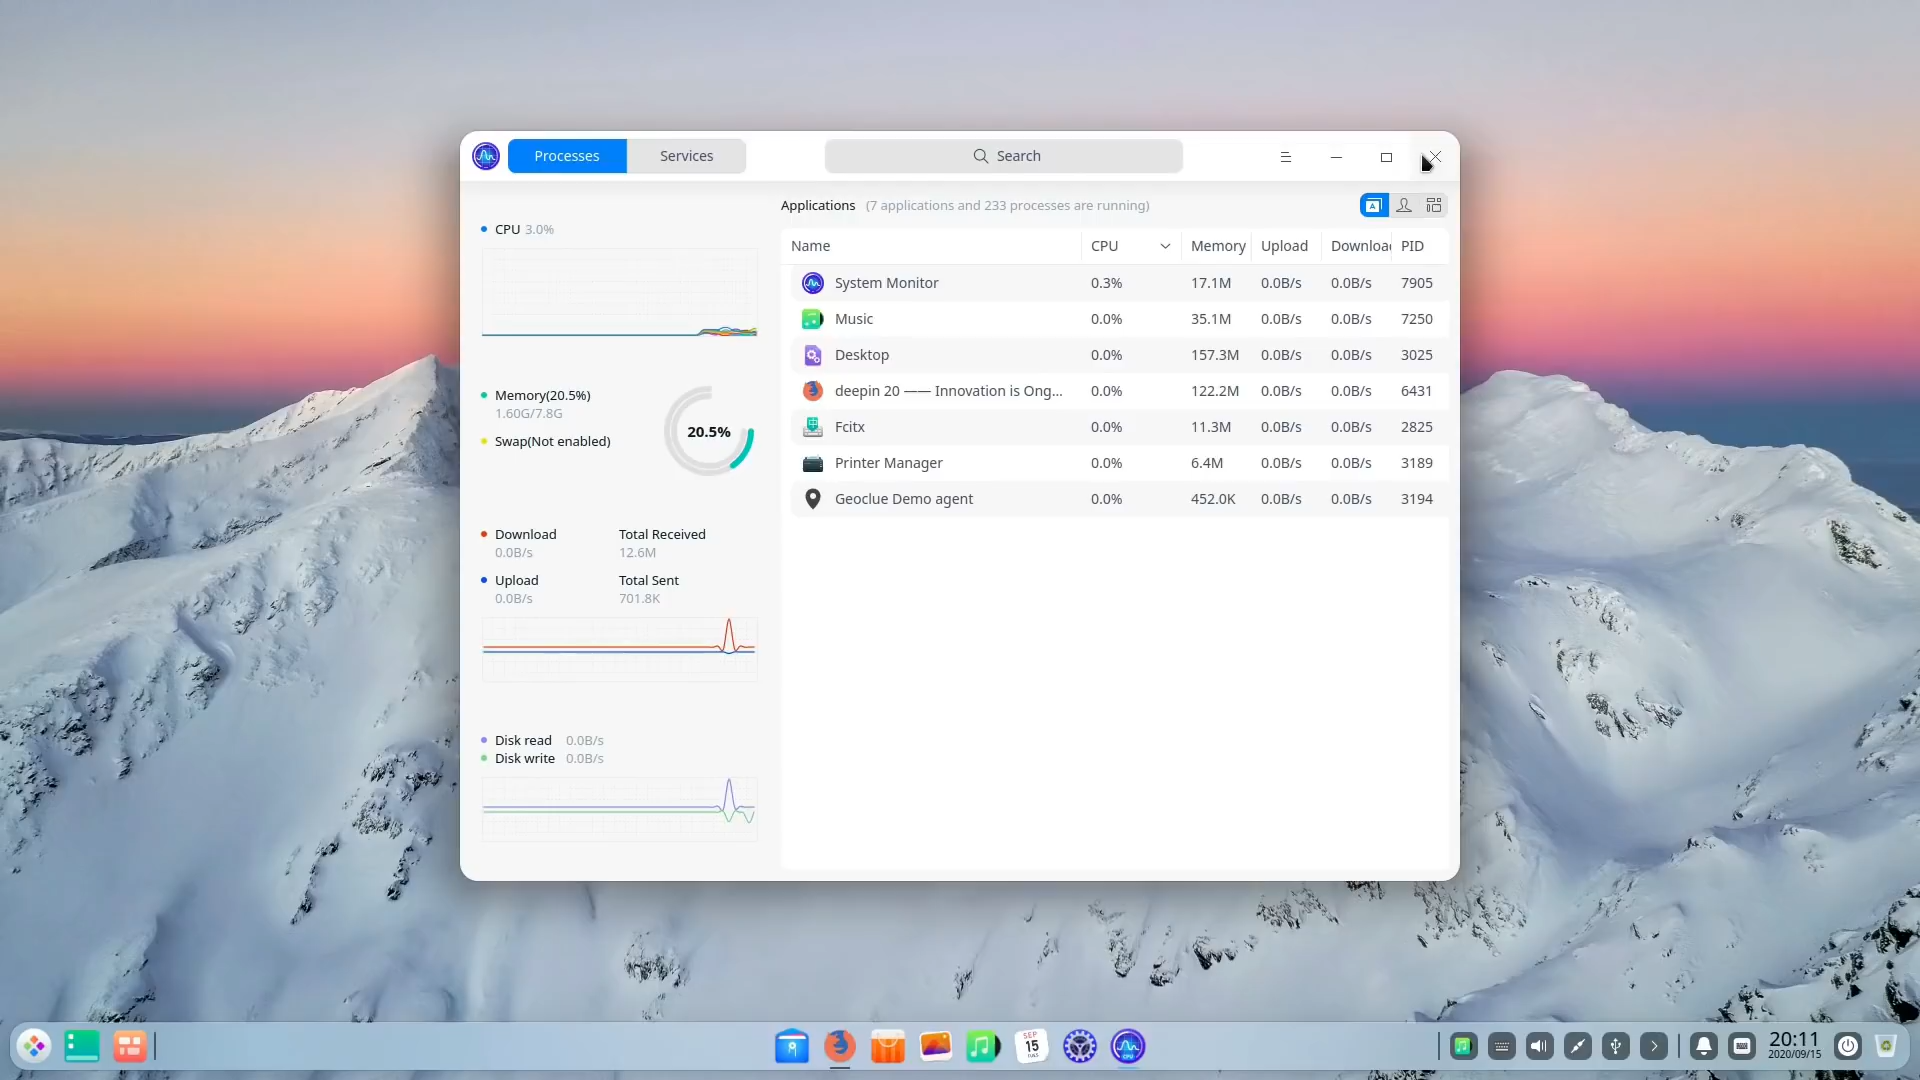 Processes
Services
Search
Applications (7 applications and 233 processes are running)
CPU 3.0%
Memory(20.5%)
1.60G/7.8G
Swap(Not enabled)
20.5%
Download
0.0B/s
Total Received
12.6M
Upload
0.0B/s
Total Sent
701.8K
Disk read 0.0B/s
Disk write 0.0B/s
Name CPU Memory Upload Downloa PID
System Monitor 0.3% 17.1M 0.0B/s 0.0B/s 7905
Music 0.0% 35.1M 0.0B/s 0.0B/s 7250
Desktop 0.0% 157.3M 0.0B/s 0.0B/s 3025
deepin 20 —— Innovation is Ong... 0.0% 122.2M 0.0B/s 0.0B/s 6431
Fcitx 0.0% 11.3M 0.0B/s 0.0B/s 2825
Printer Manager 0.0% 6.4M 0.0B/s 0.0B/s 3189
Geoclue Demo agent 0.0% 452.0K 0.0B/s 0.0B/s 3194
SEP
15
TUES
CPU
20:11
2020/09/15